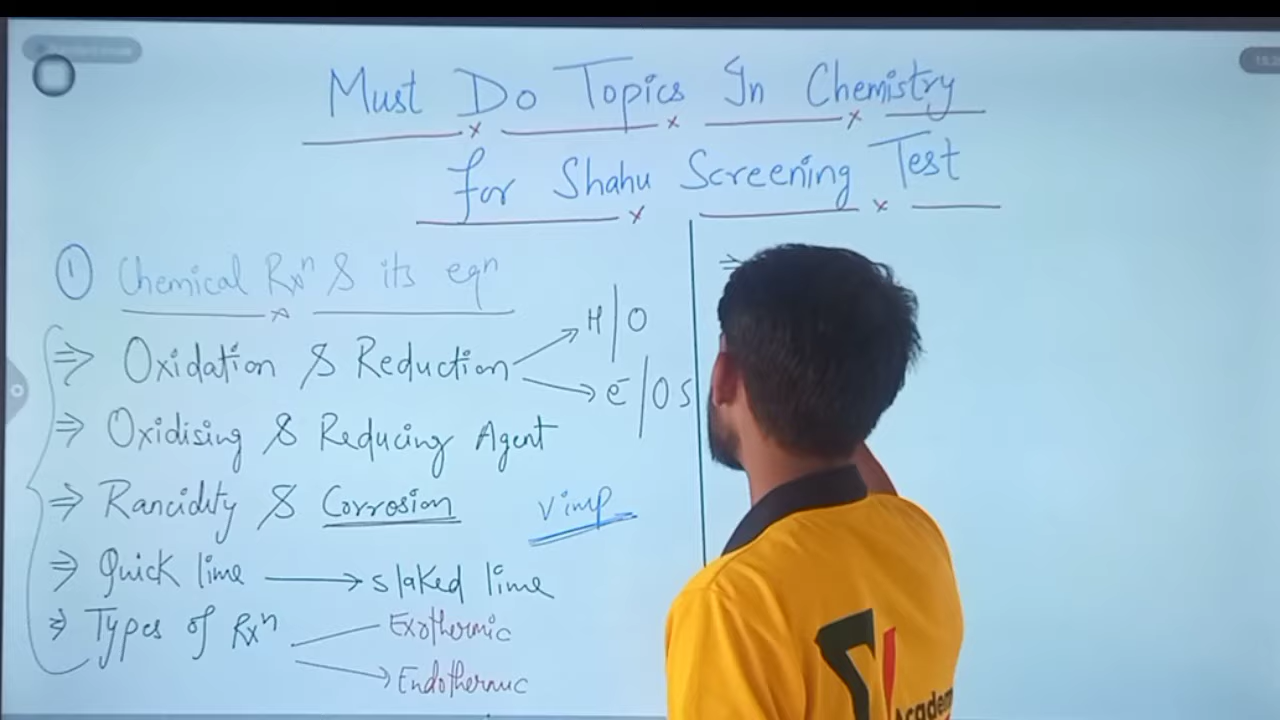 Must Do Topics In Chemistry
for Shahu Screening Test
① Chemical Rxⁿ & its eqⁿ
⇒ Oxidation & Reduction → H/O
→ e⁻/OS
⇒ Oxidising & Reducing Agent
⇒ Rancidity & Corrosion Vimp
⇒ Quick lime → slaked lime
⇒ Types of Rxⁿ Exothermic
→ Endothermic
Academ